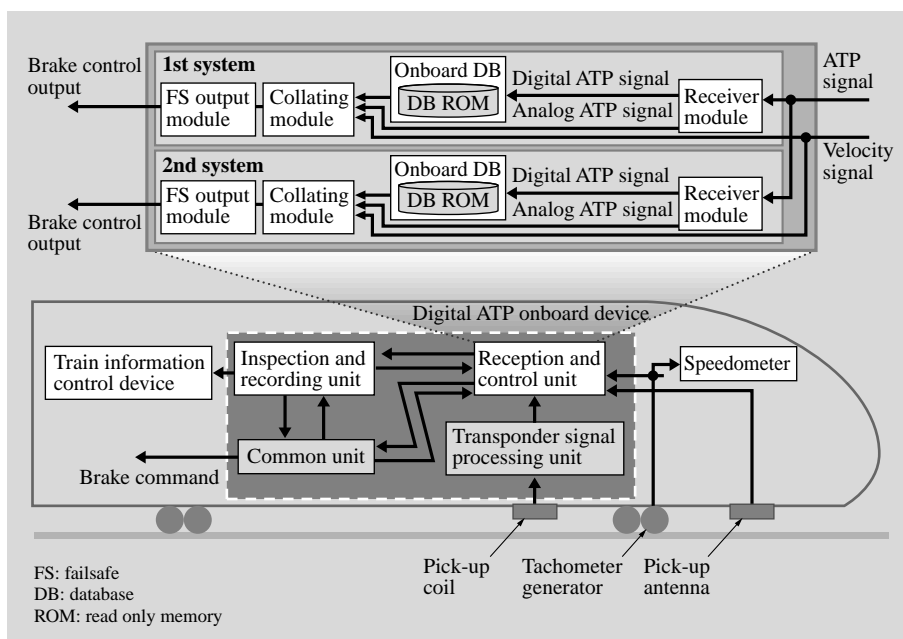 1st system
Brake control
output
FS output
module
Collating
module
Onboard DB
DB ROM
Digital ATP signal
Analog ATP signal
Receiver
module
ATP
signal
Velocity
signal
2nd system
Brake control
output
FS output
module
Collating
module
Onboard DB
DB ROM
Digital ATP signal
Analog ATP signal
Receiver
module
Digital ATP onboard device
Train information
control device
Inspection and
recording unit
Reception and
control unit
Speedometer
Common unit
Transponder signal
processing unit
Brake command
Pick-up
coil
Tachometer
generator
Pick-up
antenna
FS: failsafe
DB: database
ROM: read only memory